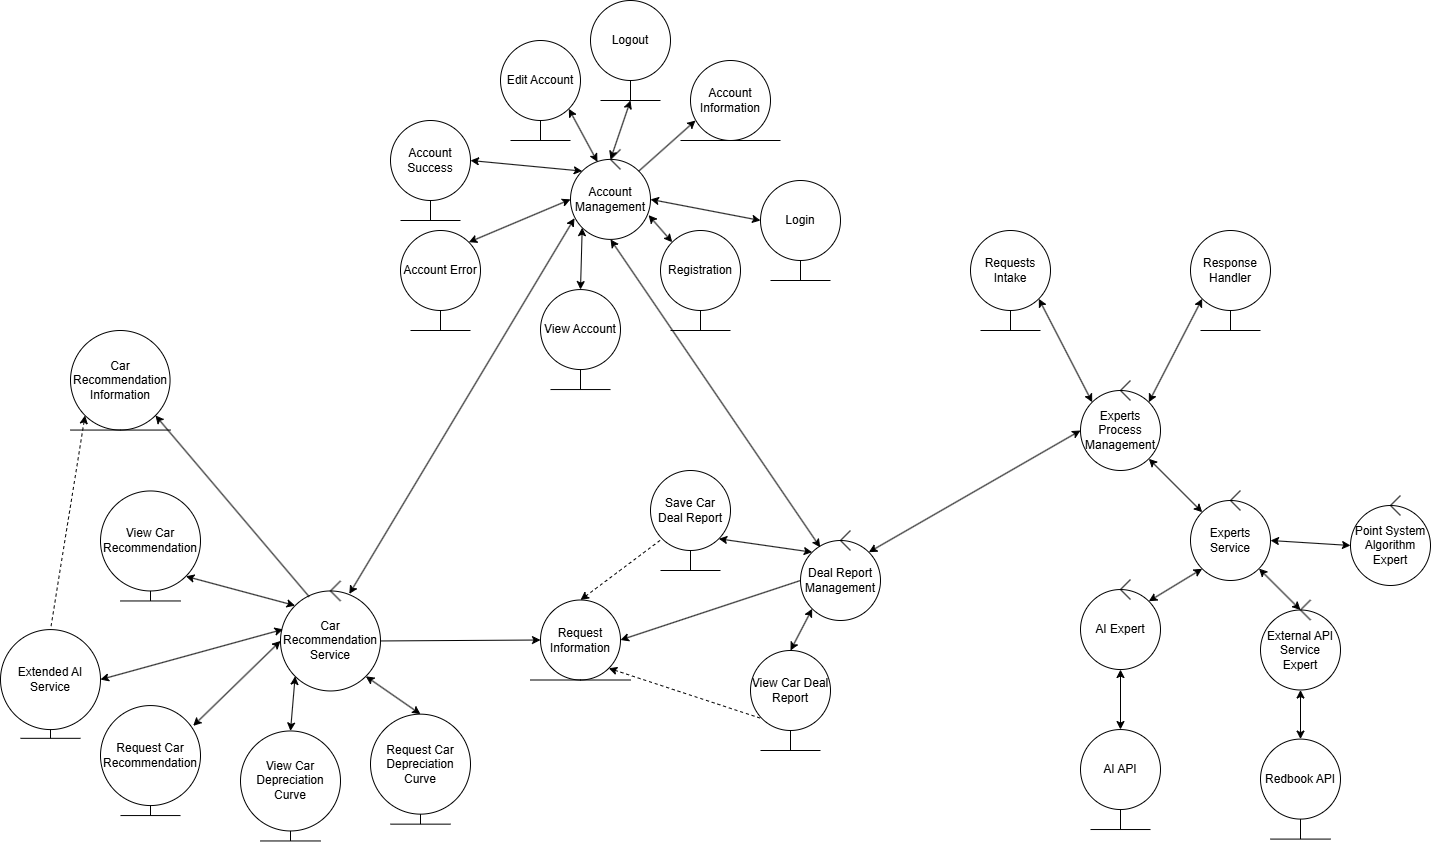 Logout
Edit Account
Account
Information
Account
Success
Account
Management
Login
Account Error
Registration
View Account
Requests
Intake
Response
Handler
Car
Recommendation
Information
Experts
Process
Management
Save Car
Deal Report
View Car
Recommendation
Experts
Service
Point System
Algorithm
Expert
Deal Report
Management
Car
Recommendation
Service
Request
Information
AI Expert
External API
Service
Expert
Extended AI
Service
View Car Deal
Report
Request Car
Recommendation
View Car
Depreciation
Curve
Request Car
Depreciation
Curve
AI API
Redbook API